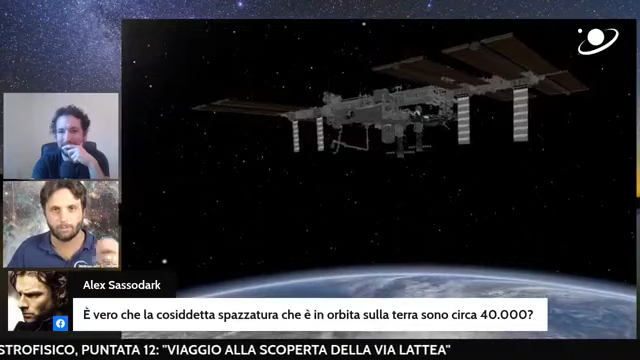 Alex Sassodark
È vero che la cosiddetta spazzatura che è in orbita sulla terra sono circa 40.000?
STROFISICO, PUNTATA 12: "VIAGGIO ALLA SCOPERTA DELLA VIA LATTEA"